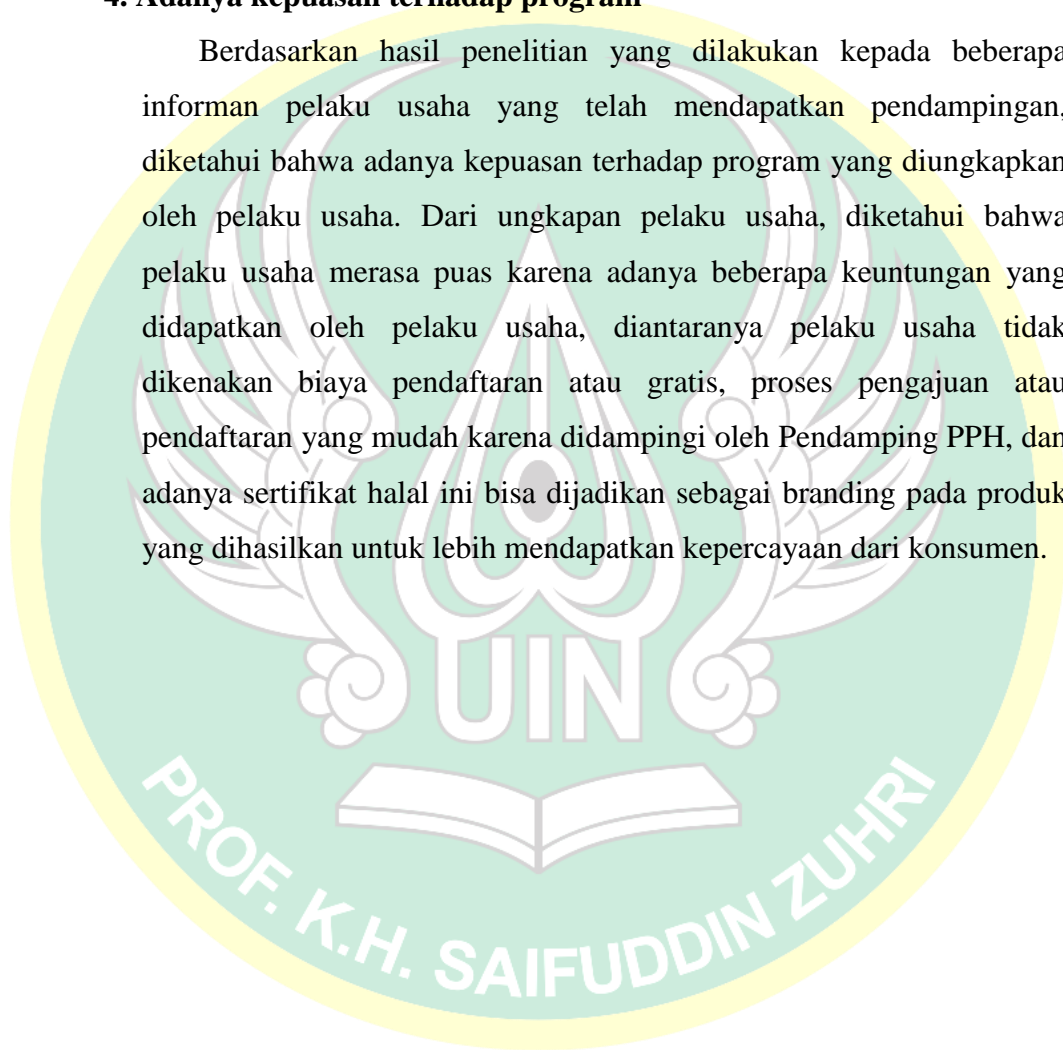 4. Adanya kepuasan terhadap program
Berdasarkan hasil penelitian yang dilakukan kepada beberapa
informan pelaku usaha yang telah mendapatkan pendampingan,
diketahui bahwa adanya kepuasan terhadap program yang diungkapkan
oleh pelaku usaha. Dari ungkapan pelaku usaha, diketahui bahwa
pelaku usaha merasa puas karena adanya beberapa keuntungan yang
didapatkan oleh pelaku usaha, diantaranya pelaku usaha tidak
dikenakan biaya pendaftaran atau gratis, proses pengajuan atau
pendaftaran yang mudah karena didampingi oleh Pendamping PPH, dan
adanya sertifikat halal ini bisa dijadikan sebagai branding pada produk
yang dihasilkan untuk lebih mendapatkan kepercayaan dari konsumen.
UIN
PROF. K.H. SAIFUDDIN ZUHRI